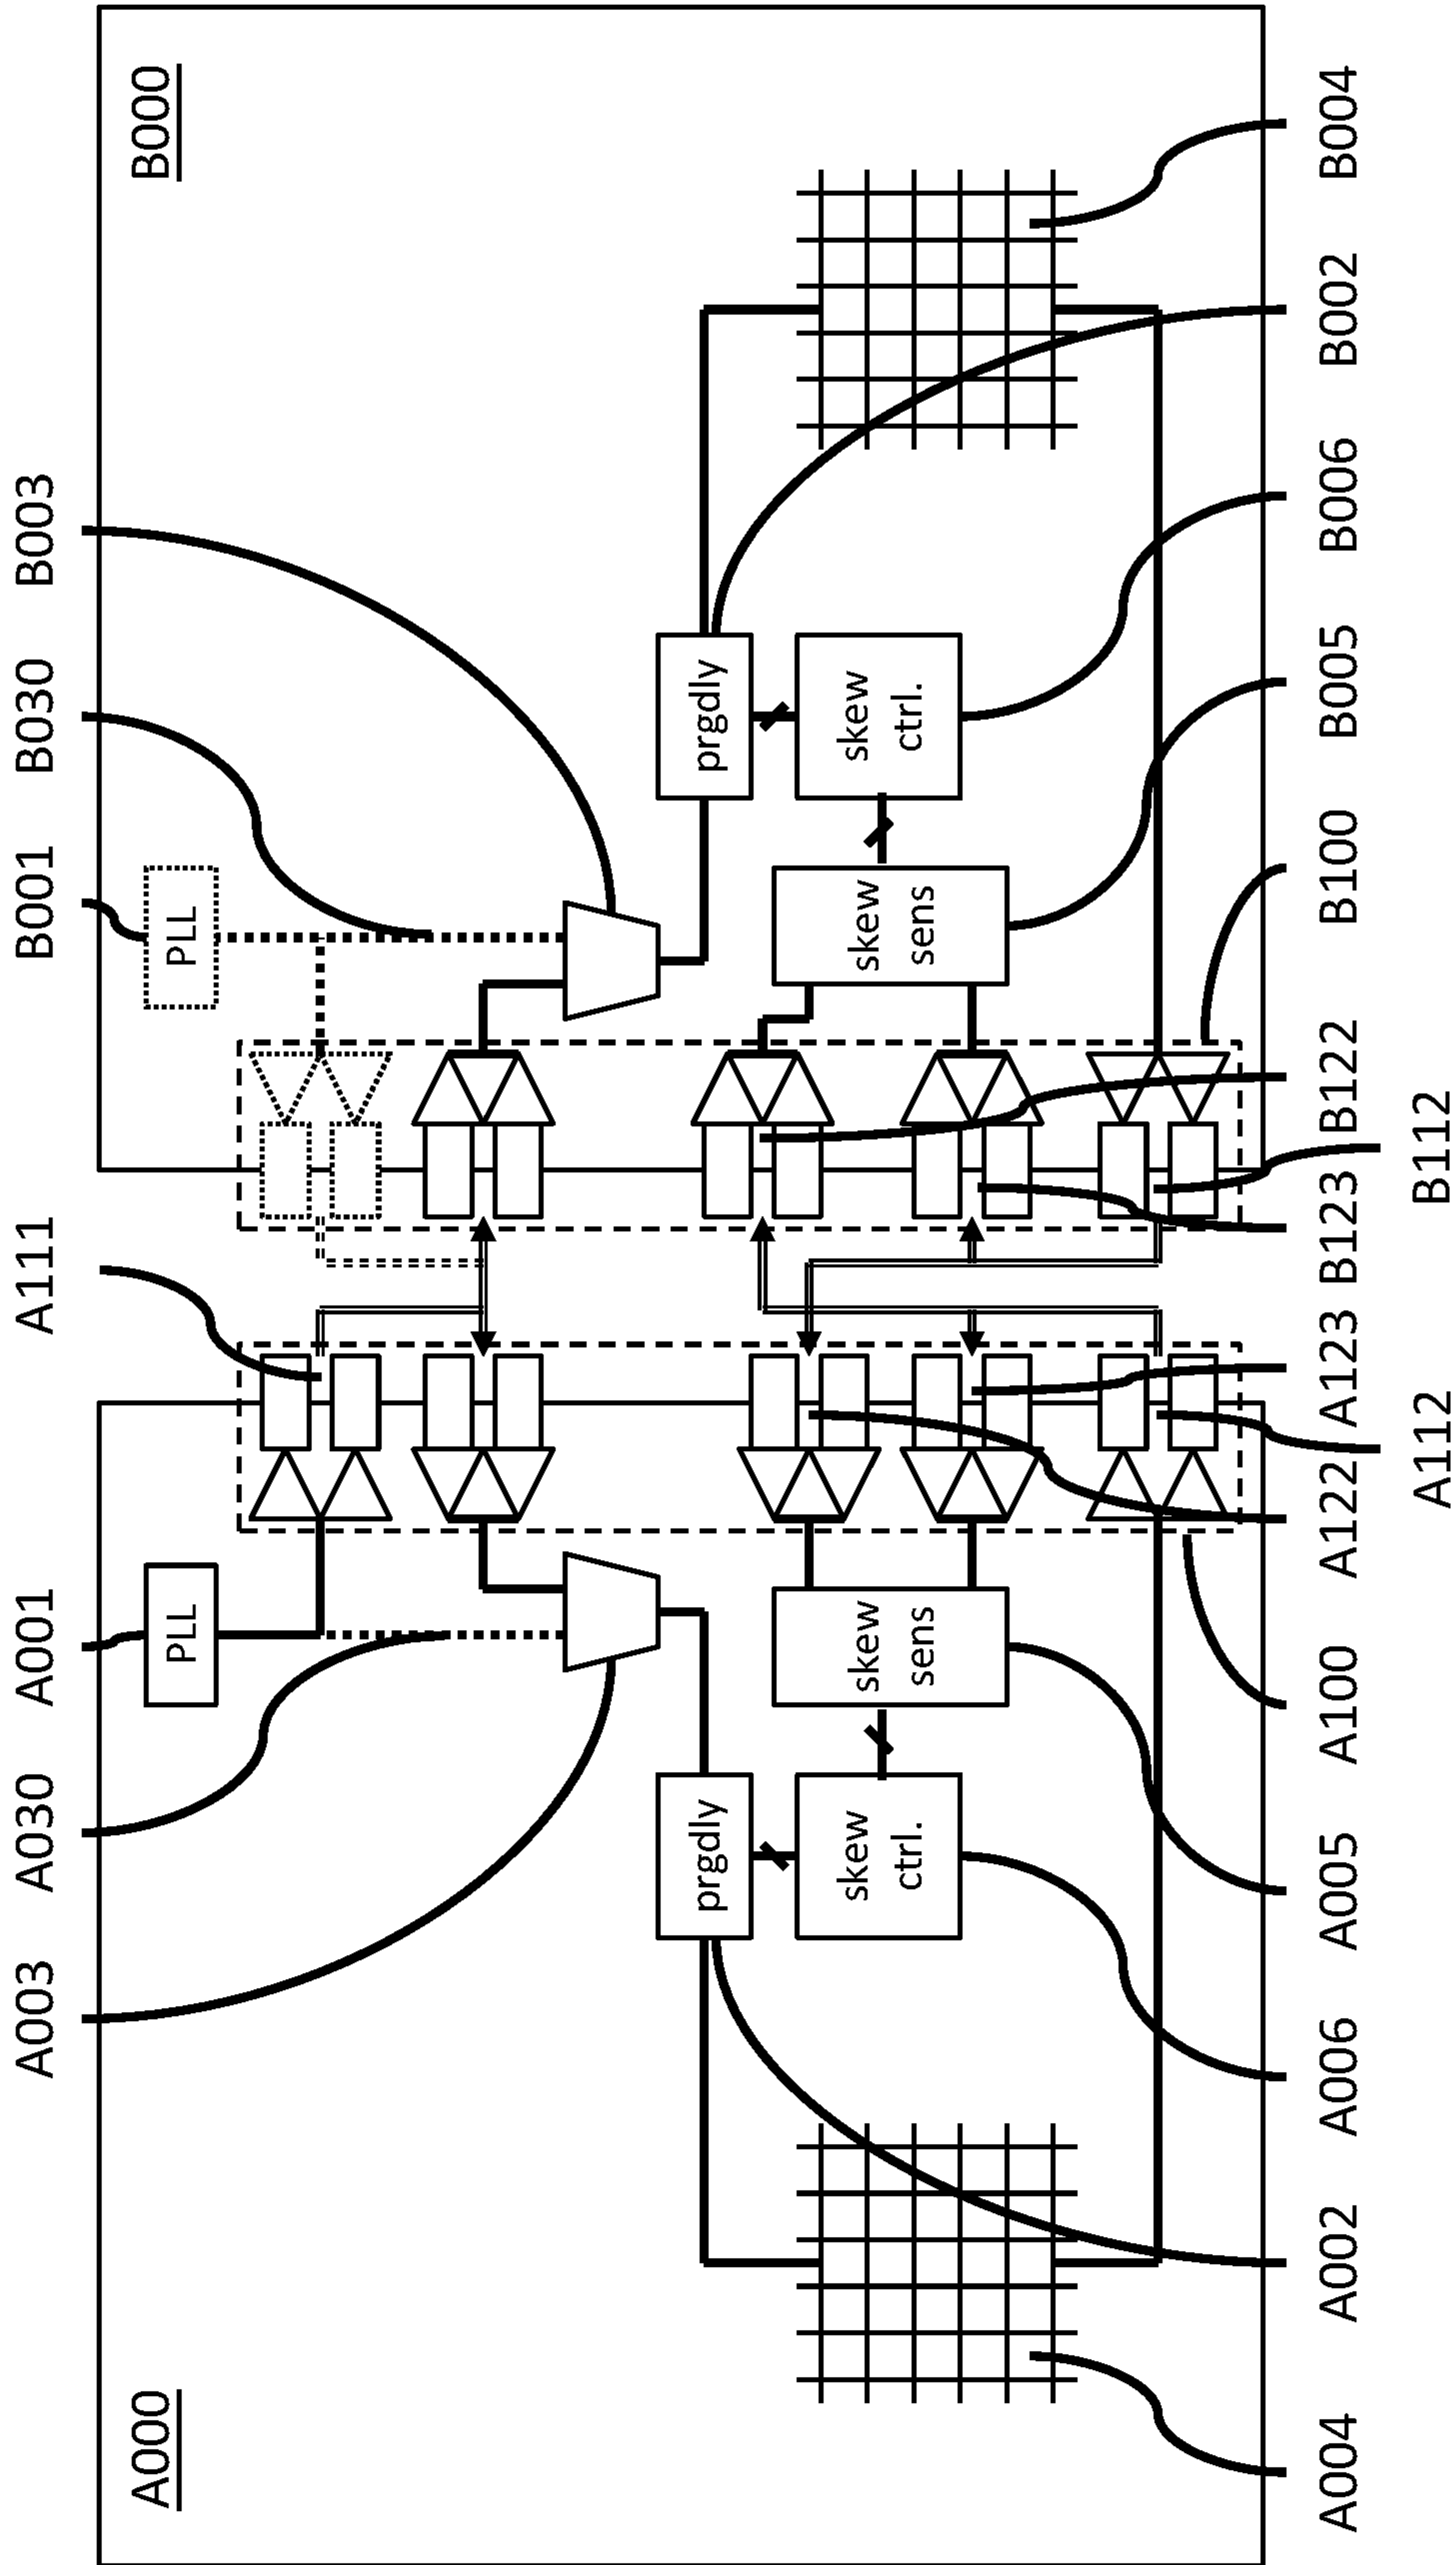 A003
A030
A001
A111
B001
B030
B003
A000
B000
PLL
PLL
prgdly
prgdly
skew
ctrl.
skew
sens
skew
sens
skew
ctrl.
A004
A002
A006
A005
A100
A122
A123
B123
B122
B100
B005
B006
B002
B004
A112
B112